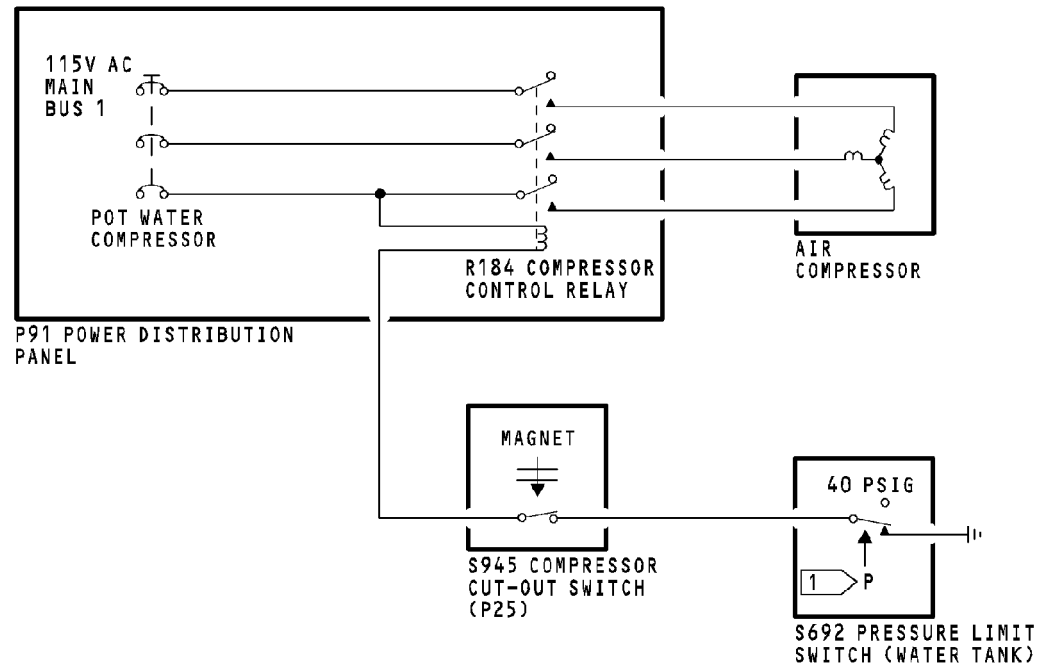 115V AC
MAIN
BUS 1
POT WATER
COMPRESSOR
R184 COMPRESSOR
CONTROL RELAY
AIR
COMPRESSOR
P91 POWER DISTRIBUTION
PANEL
MAGNET
S945 COMPRESSOR
CUT-OUT SWITCH
(P25)
40 PSIG
1
P
S692 PRESSURE LIMIT
SWITCH (WATER TANK)